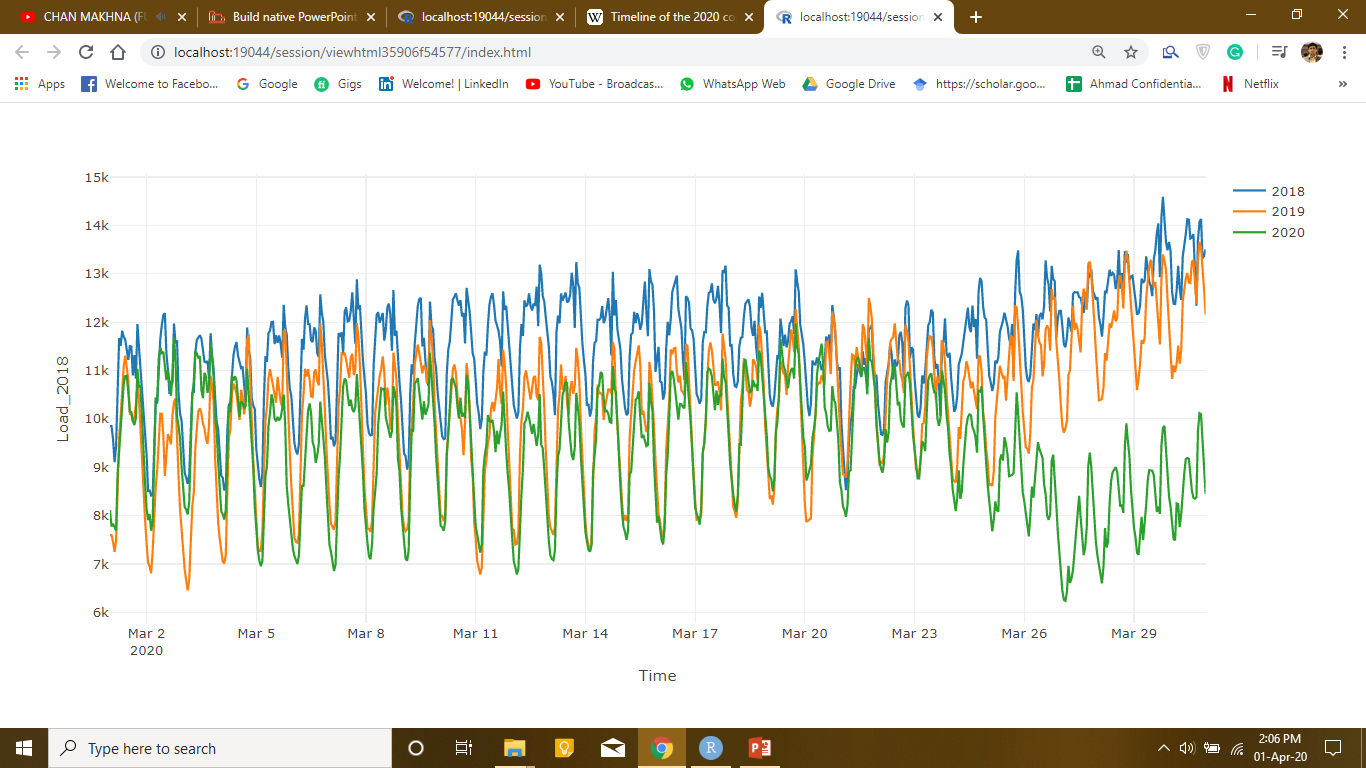 CHAN MAKHNA (FU
Build native PowerPoint
localhost:19044/session
Timeline of the 2020 co
localhost:19044/session
localhost:19044/session/viewhtml35906f54577/index.html
Apps
Welcome to Facebo...
Google
Gigs
Welcome! | LinkedIn
YouTube - Broadcas...
WhatsApp Web
Google Drive
https://scholar.goo...
Ahmad Confidentia...
Netflix
»
15k
14k
13k
12k
11k
10k
9k
8k
7k
6k
Load_2018
2018
2019
2020
Mar 2
2020
Mar 5
Mar 8
Mar 11
Mar 14
Mar 17
Mar 20
Mar 23
Mar 26
Mar 29
Time
Type here to search
2:06 PM
01-Apr-20